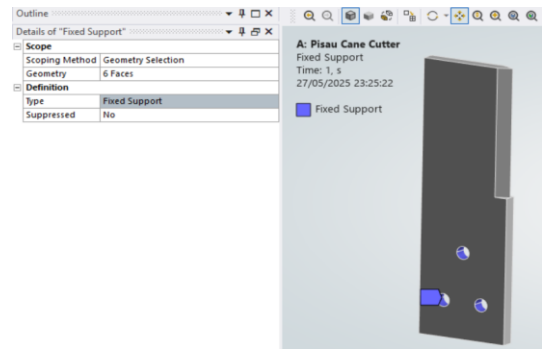 Outline
Details of "Fixed Support"
Scope
Scoping Method Geometry Selection
Geometry 6 Faces
Definition
Type Fixed Support
Suppressed No
A: Pisau Cane Cutter
Fixed Support
Time: 1, s
27/05/2025 23:25:22
Fixed Support